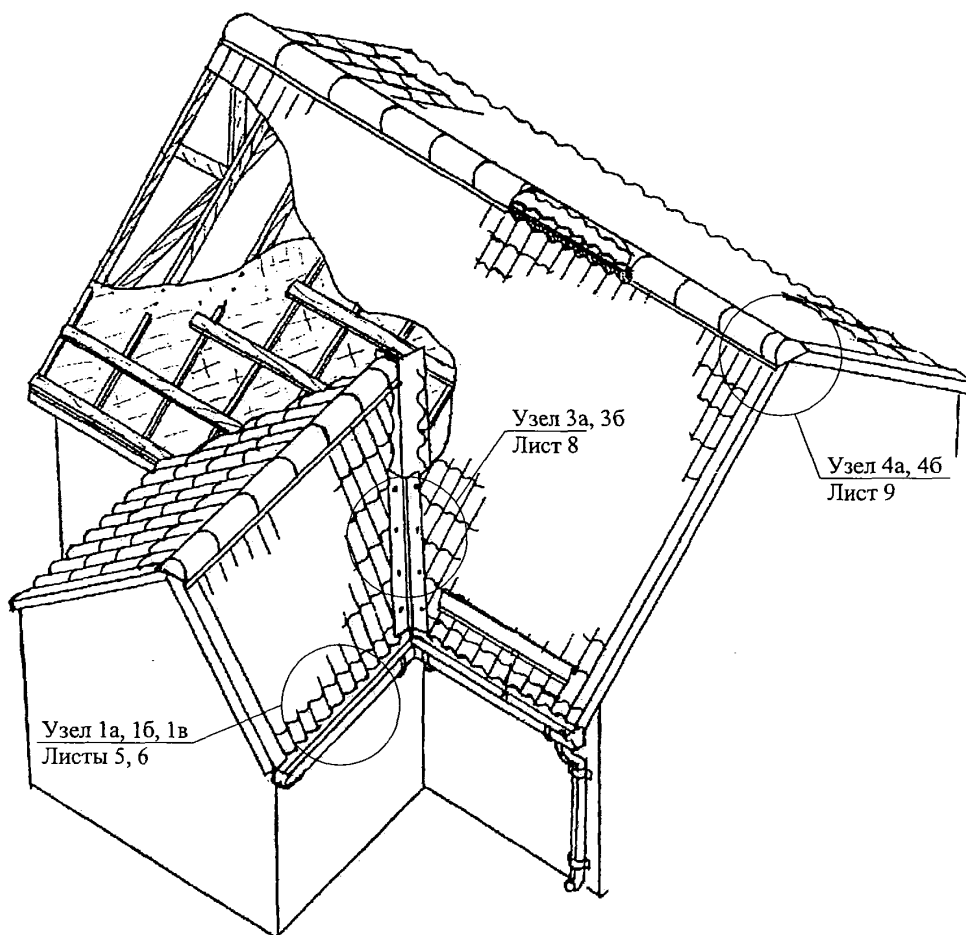 Узел 3а, 3б
Лист 8
Узел 4а, 4б
Лист 9
Узел 1а, 1б, 1в
Листы 5, 6